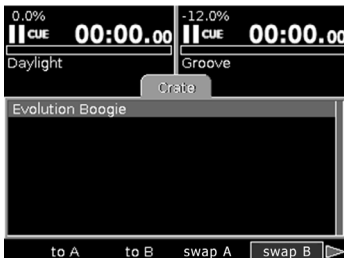 0.0% -12.0%
CUE 00:00.00 CUE 00:00.00
Daylight Groove
Crate
Evolution Boogie
to A to B swap A swap B